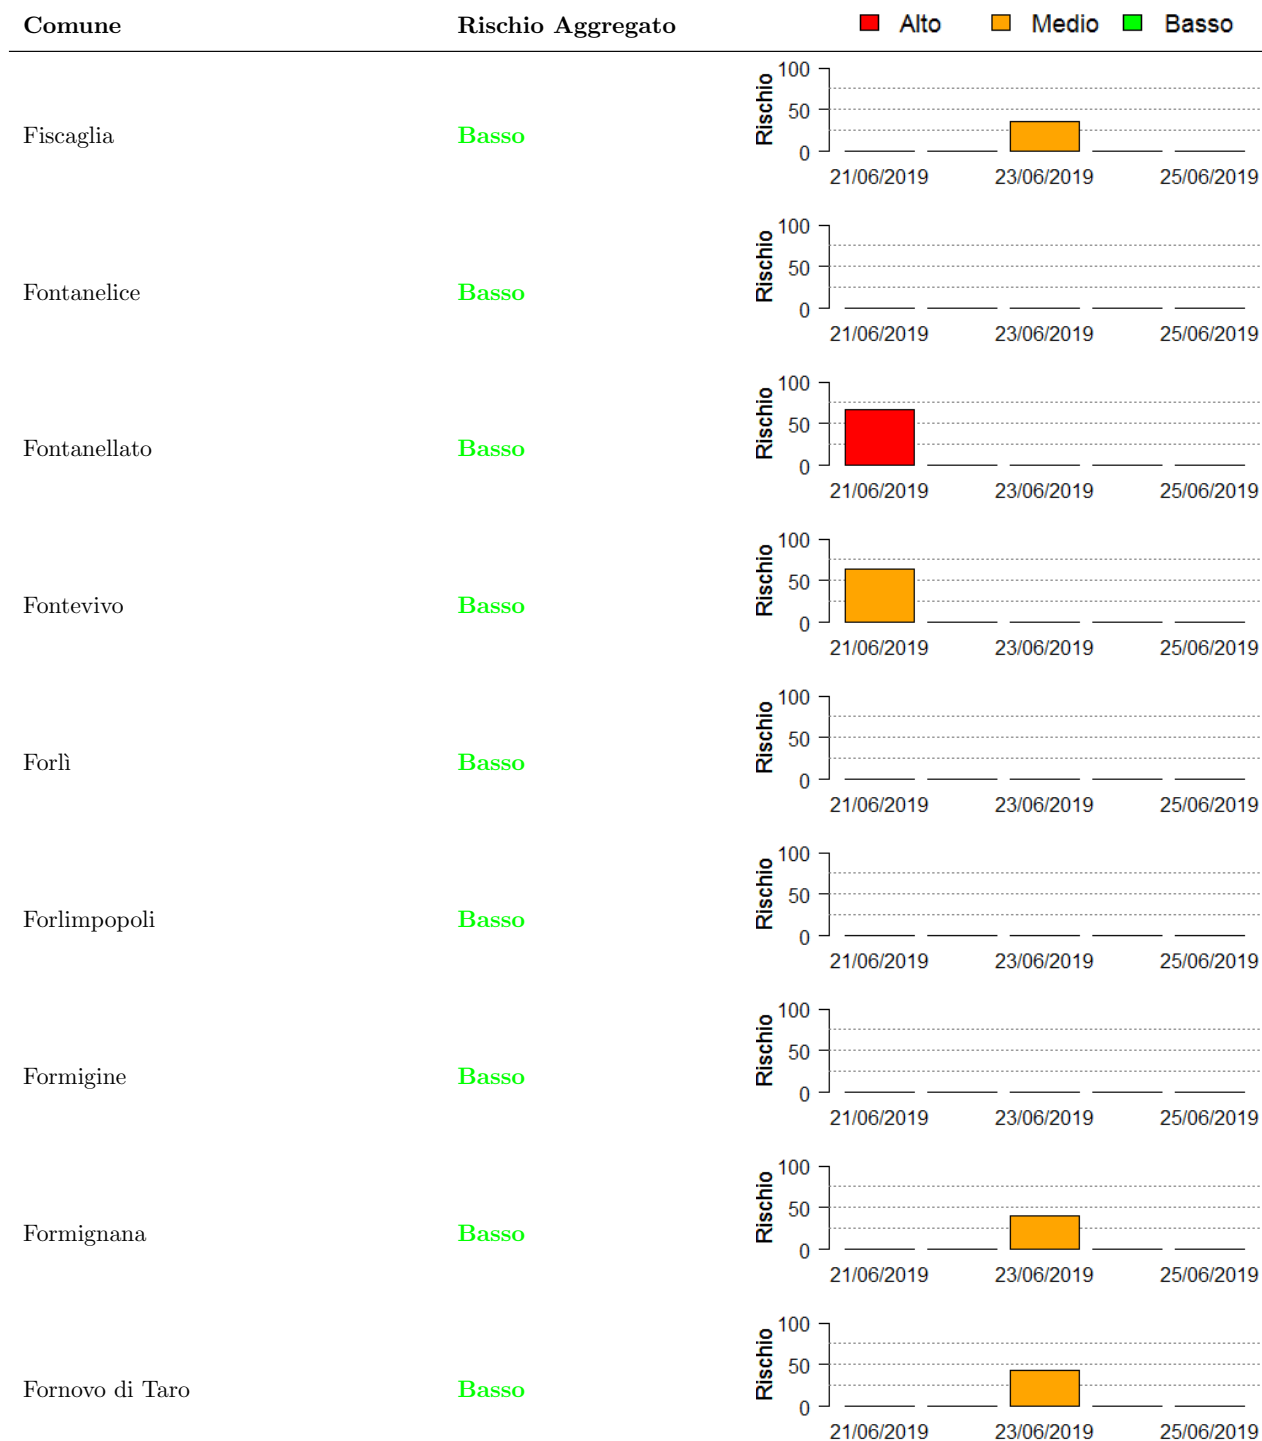 Comune Rischio Aggregato Alto Medio Basso
100
50
0
Rischio
Fiscaglia Basso
21/06/2019 23/06/2019 25/06/2019
100
50
0
Rischio
Fontanelice Basso
21/06/2019 23/06/2019 25/06/2019
100
50
0
Rischio
Fontanellato Basso
21/06/2019 23/06/2019 25/06/2019
100
50
0
Rischio
Fontevivo Basso
21/06/2019 23/06/2019 25/06/2019
100
50
0
Rischio
Forlì Basso
21/06/2019 23/06/2019 25/06/2019
100
50
0
Rischio
Forlimpopoli Basso
21/06/2019 23/06/2019 25/06/2019
100
50
0
Rischio
Formigine Basso
21/06/2019 23/06/2019 25/06/2019
100
50
0
Rischio
Formignana Basso
21/06/2019 23/06/2019 25/06/2019
100
50
0
Rischio
Fornovo di Taro Basso
21/06/2019 23/06/2019 25/06/2019